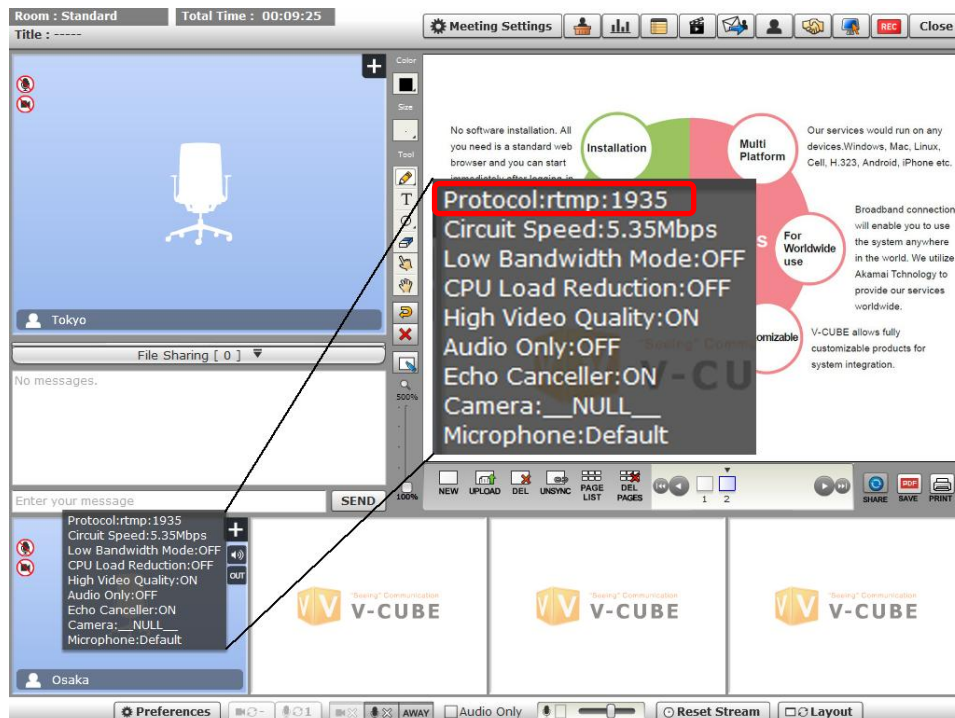 Room : Standard
Total Time : 00:09:25
Title : -----
Meeting Settings
REC
Close
Color
Size
Tool
T
500%
100%
Tokyo
File Sharing [ 0 ]
No messages.
Enter your message
SEND
No software installation. All
you need is a standard web
browser and you can start
immediately after logging in
Installation
Multi
Platform
Our services would run on any
devices.Windows, Mac, Linux,
Cell, H.323, Android, iPhone etc.
For
Worldwide
use
Broadband connection
will enable you to use
the system anywhere
in the world. We utilize
Akamai Tchnology to
provide our services
worldwide.
V-CUBE allows fully
customizable products for
system integration.
Protocol:rtmp:1935
Circuit Speed:5.35Mbps
Low Bandwidth Mode:OFF
CPU Load Reduction:OFF
High Video Quality:ON
Audio Only:OFF
Echo Canceller:ON
Camera:__NULL__
Microphone:Default
NEW
UPLOAD
DEL
UNSYNC
PAGE
LIST
DEL
PAGES
1 2
SHARE
PDF
SAVE
PRINT
Protocol:rtmp:1935
Circuit Speed:5.35Mbps
Low Bandwidth Mode:OFF
CPU Load Reduction:OFF
High Video Quality:ON
Audio Only:OFF
Echo Canceller:ON
Camera:__NULL__
Microphone:Default
OUT
Osaka
"Seeing" Communication
V-CUBE
"Seeing" Communication
V-CUBE
"Seeing" Communication
V-CUBE
Preferences
1
AWAY
Audio Only
Reset Stream
Layout